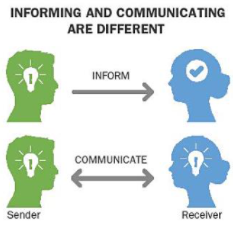 INFORMING AND COMMUNICATING
ARE DIFFERENT
INFORM
COMMUNICATE
Sender
Receiver